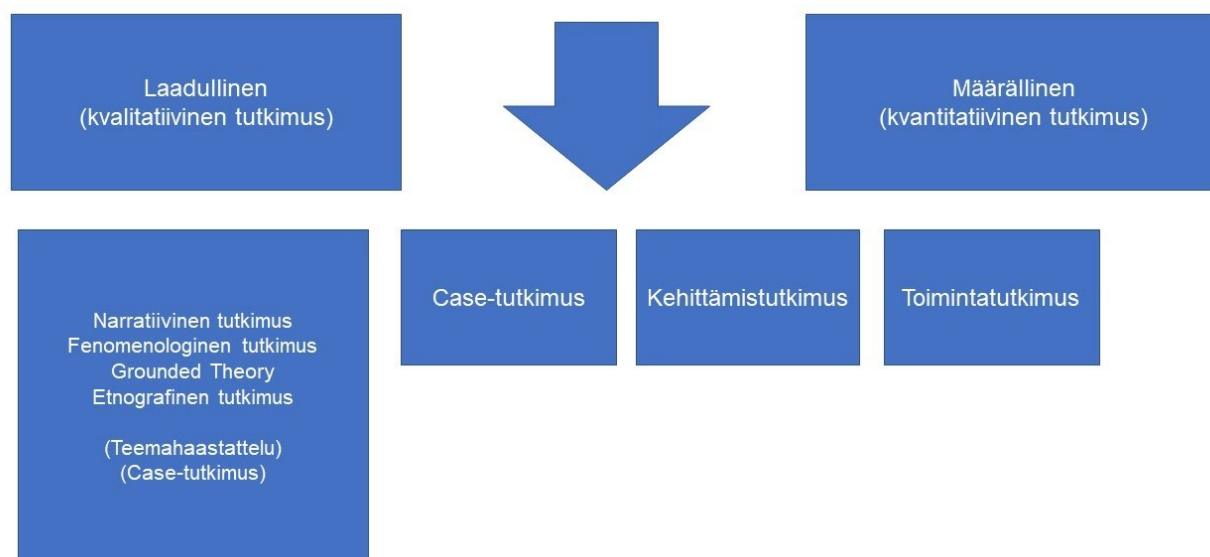 Laadullinen
(kvalitatiivinen tutkimus)
Määrällinen
(kvantitatiivinen tutkimus)
Narratiivinen tutkimus
Fenomenologinen tutkimus
Grounded Theory
Etnografinen tutkimus
(Teemahaastattelu)
(Case-tutkimus)
Case-tutkimus
Kehittämistutkimus
Toimintatutkimus